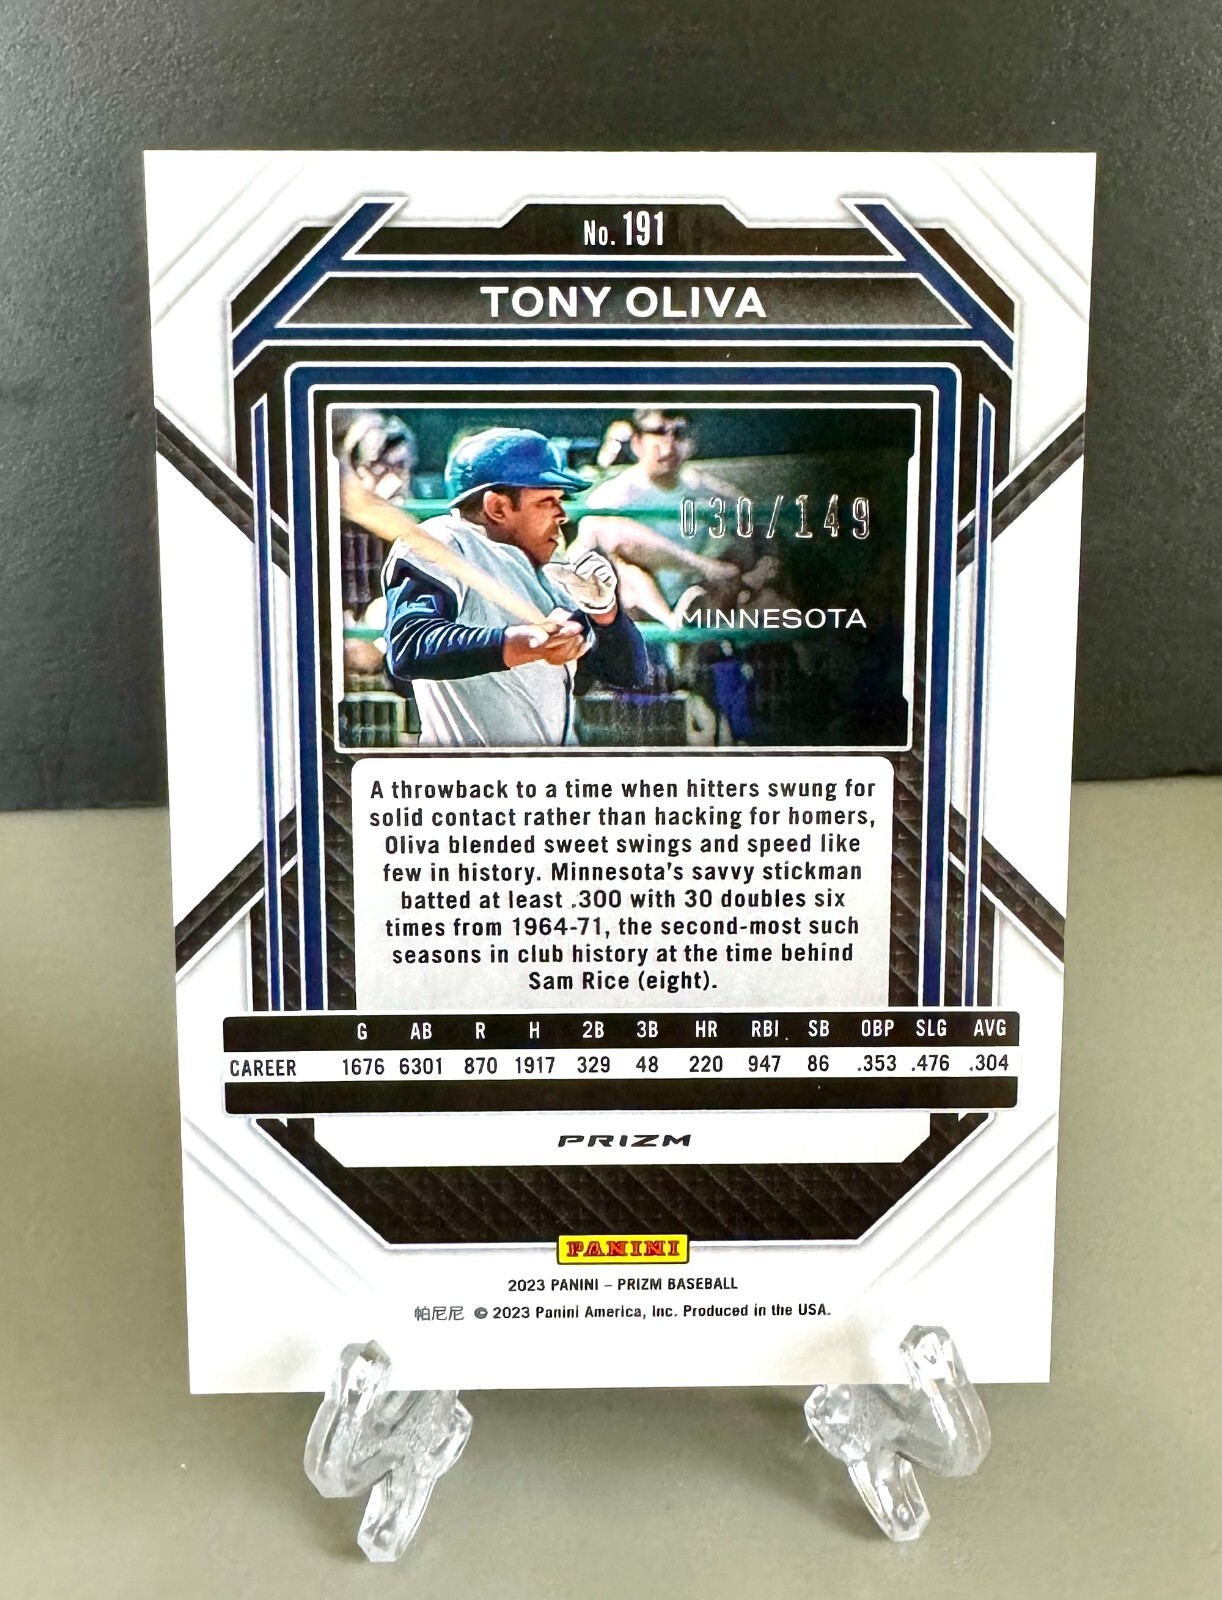 No. 191
TONY OLIVA
030/149
MINNESOTA
A throwback to a time when hitters swung for
solid contact rather than hacking for homers,
Oliva blended sweet swings and speed like
few in history. Minnesota's savvy stickman
batted at least .300 with 30 doubles six
times from 1964-71, the second-most such
seasons in club history at the time behind
Sam Rice (eight).
G AB R H 2B 3B HR RBI SB OBP SLG AVG
CAREER 1676 6301 870 1917 329 48 220 947 86 .353 .476 .304
PRIZM
PANINI
2023 PANINI – PRIZM BASEBALL
帕尼尼 © 2023 Panini America, Inc. Produced in the USA.